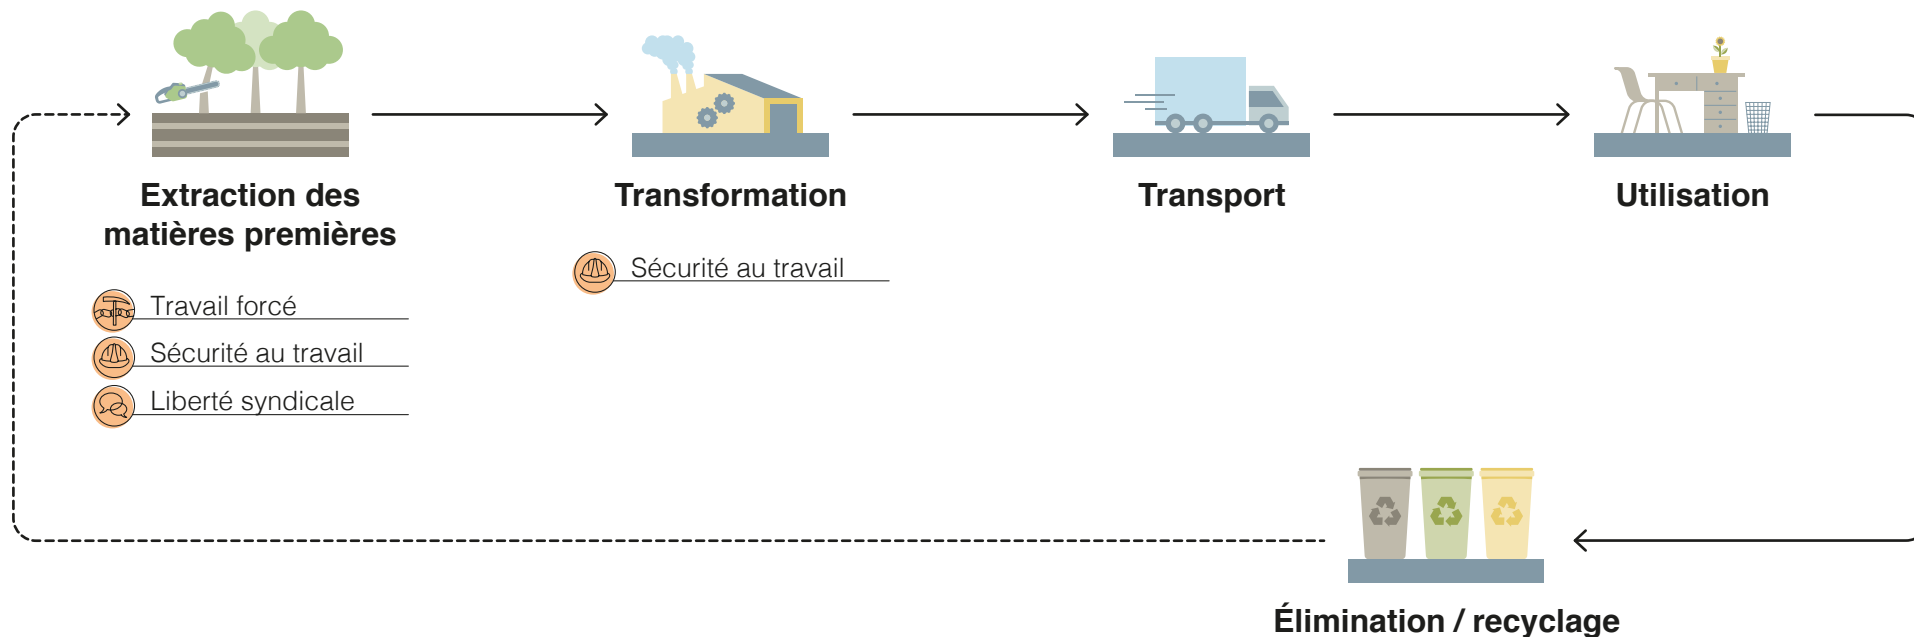 Extraction des
matières premières
Travail forcé
Sécurité au travail
Liberté syndicale
Transformation
Sécurité au travail
Transport
Utilisation
Élimination / recyclage